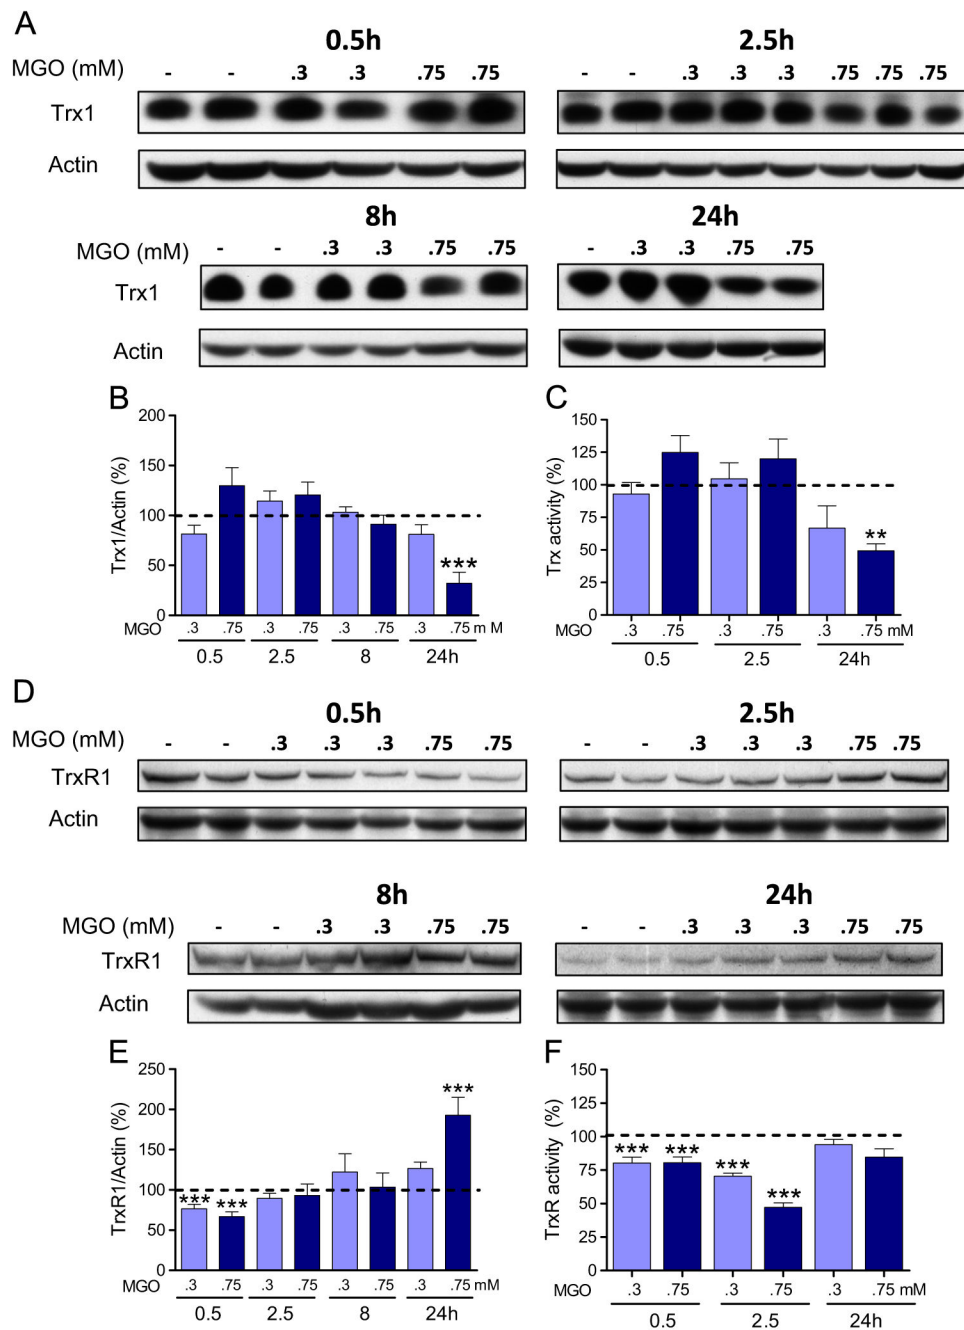 A
0.5h 2.5h
MGO (mM) - - .3 .3 .75 .75 - - .3 .3 .3 .75 .75 .75
Trx1
Actin
8h 24h
MGO (mM) - - .3 .3 .75 .75 - .3 .3 .75 .75
Trx1
Actin
B
200
150
100
50
0
Trx1/Actin (%)
***
MGO .3 .75 .3 .75 .3 .75 .3 .75 m M
0.5 2.5 8 24h
C
150
125
100
75
50
25
0
Trx activity (%)
**
MGO .3 .75 .3 .75 .3 .75 mM
0.5 2.5 24h
D
0.5h 2.5h
MGO (mM) - - .3 .3 .3 .75 .75 - - .3 .3 .3 .75 .75
TrxR1
Actin
8h 24h
MGO (mM) - - .3 .3 .75 .75 - - .3 .3 .3 .75 .75
TrxR1
Actin
E
250
200
150
100
50
0
TrxR1/Actin (%)
*** *** ***
MGO .3 .75 .3 .75 .3 .75 .3 .75 mM
0.5 2.5 8 24h
F
150
125
100
75
50
25
0
TrxR activity (%)
*** *** *** ***
MGO .3 .75 .3 .75 .3 .75 mM
0.5 2.5 24h